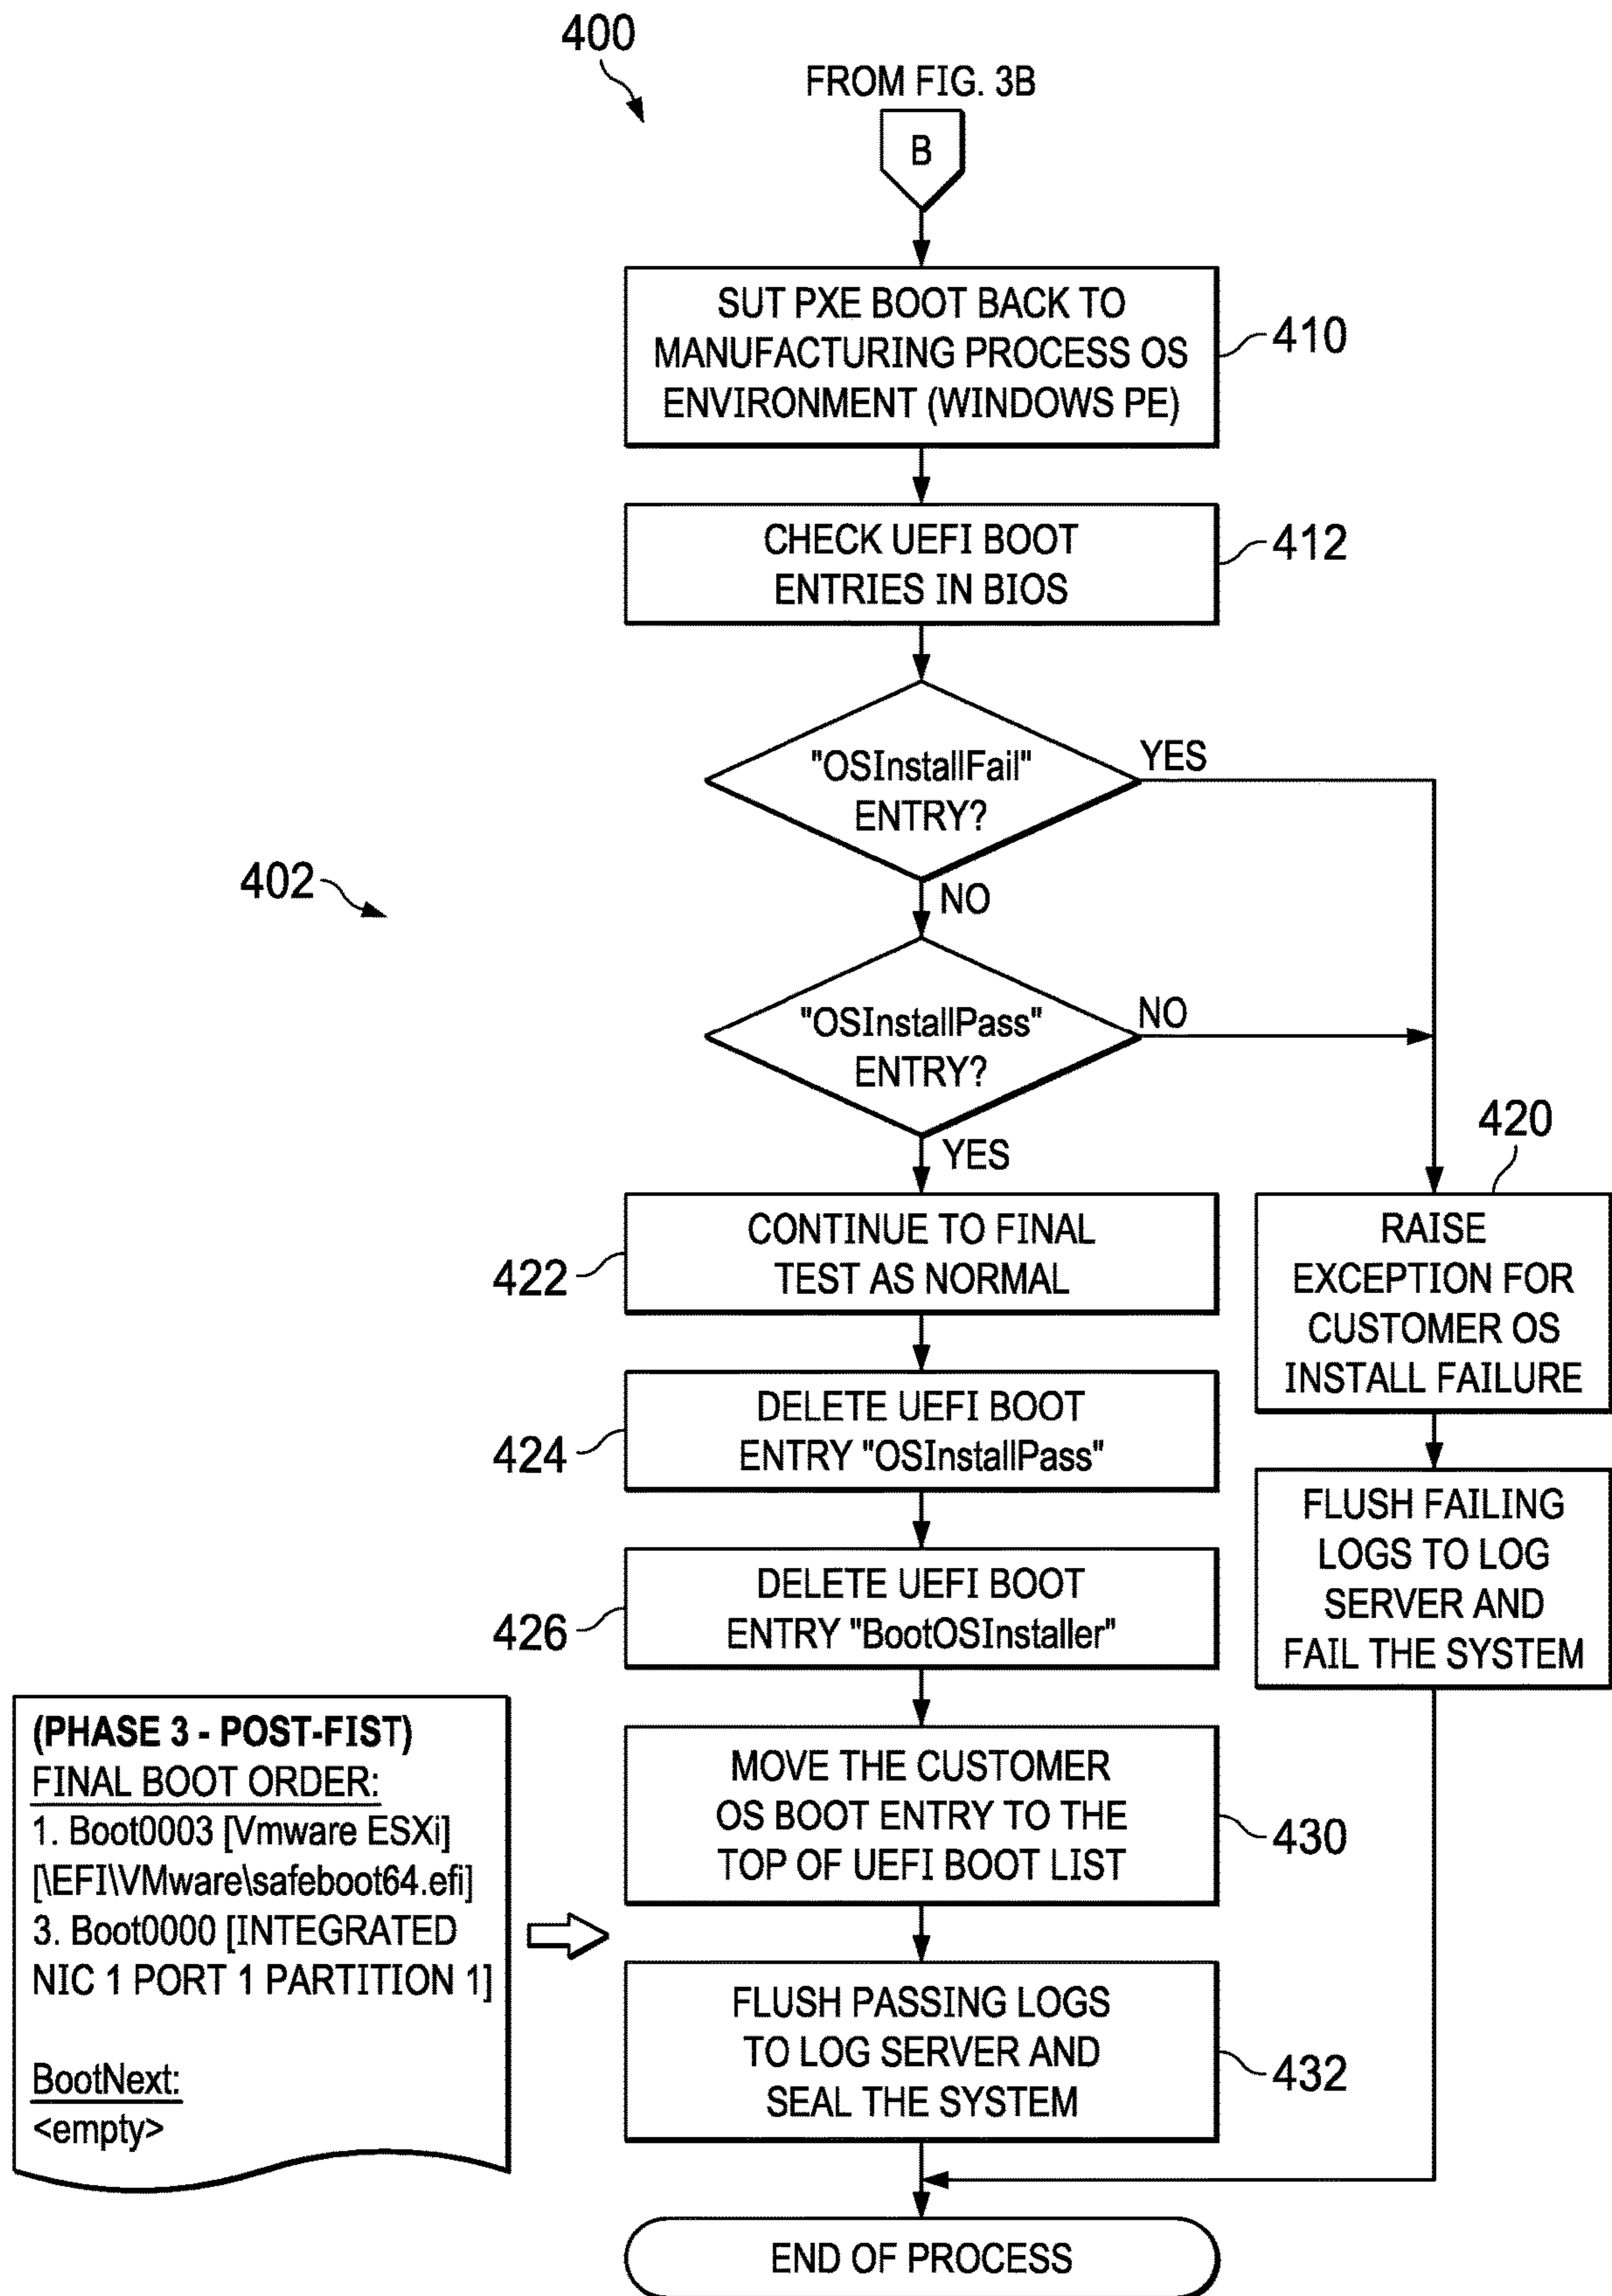 400
FROM FIG. 3B
B
SUT PXE BOOT BACK TO
MANUFACTURING PROCESS OS
ENVIRONMENT (WINDOWS PE)
410
CHECK UEFI BOOT
ENTRIES IN BIOS
412
"OSInstallFail"
ENTRY?
YES
NO
402
"OSInstallPass"
ENTRY?
NO
YES
420
RAISE
EXCEPTION FOR
CUSTOMER OS
INSTALL FAILURE
CONTINUE TO FINAL
TEST AS NORMAL
422
DELETE UEFI BOOT
ENTRY "OSInstallPass"
424
FLUSH FAILING
LOGS TO LOG
SERVER AND
FAIL THE SYSTEM
DELETE UEFI BOOT
ENTRY "BootOSInstaller"
426
MOVE THE CUSTOMER
OS BOOT ENTRY TO THE
TOP OF UEFI BOOT LIST
430
(PHASE 3 - POST-FIST)
FINAL BOOT ORDER:
1. Boot0003 [Vmware ESXi]
[\EFI\VMware\safeboot64.efi]
3. Boot0000 [INTEGRATED
NIC 1 PORT 1 PARTITION 1]
BootNext:
<empty>
FLUSH PASSING LOGS
TO LOG SERVER AND
SEAL THE SYSTEM
432
END OF PROCESS